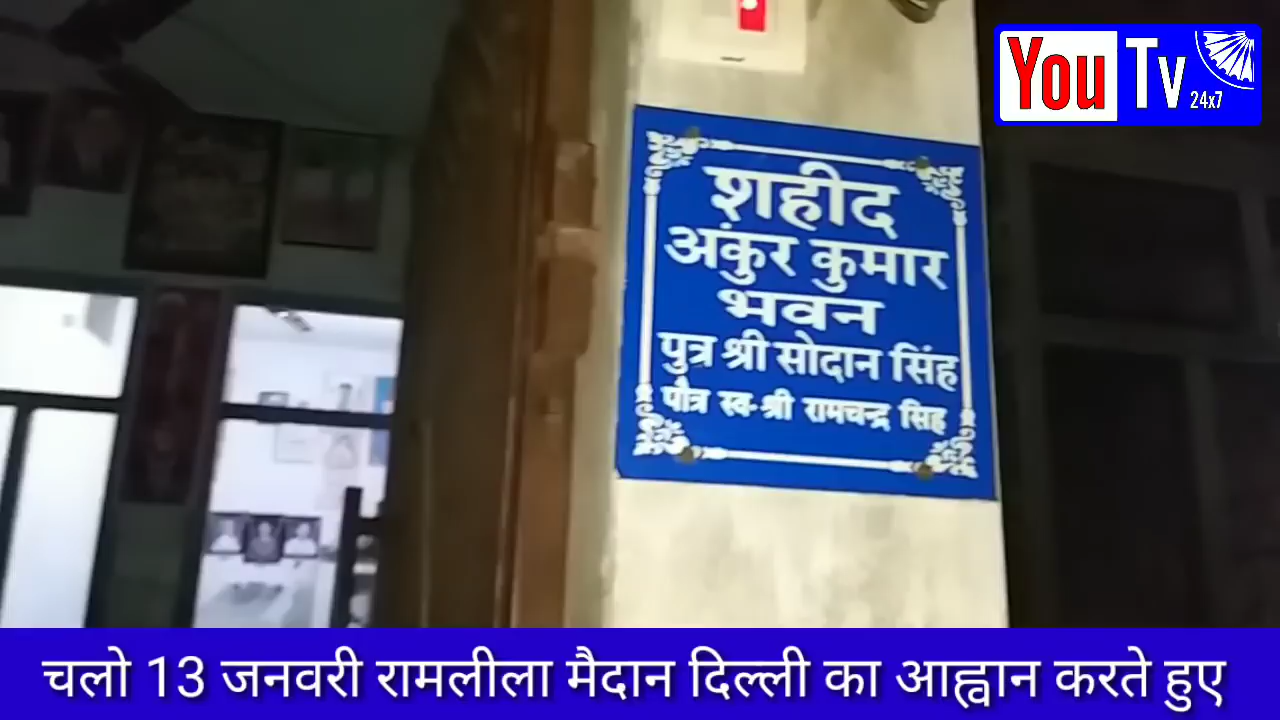 You Tv 24x7
शहीद
अंकुर कुमार
भवन
पुत्र श्री सोदान सिंह
पौत्र स्व॰ श्री रामचन्द्र सिंह
चलो 13 जनवरी रामलीला मैदान दिल्ली का आह्वान करते हुए